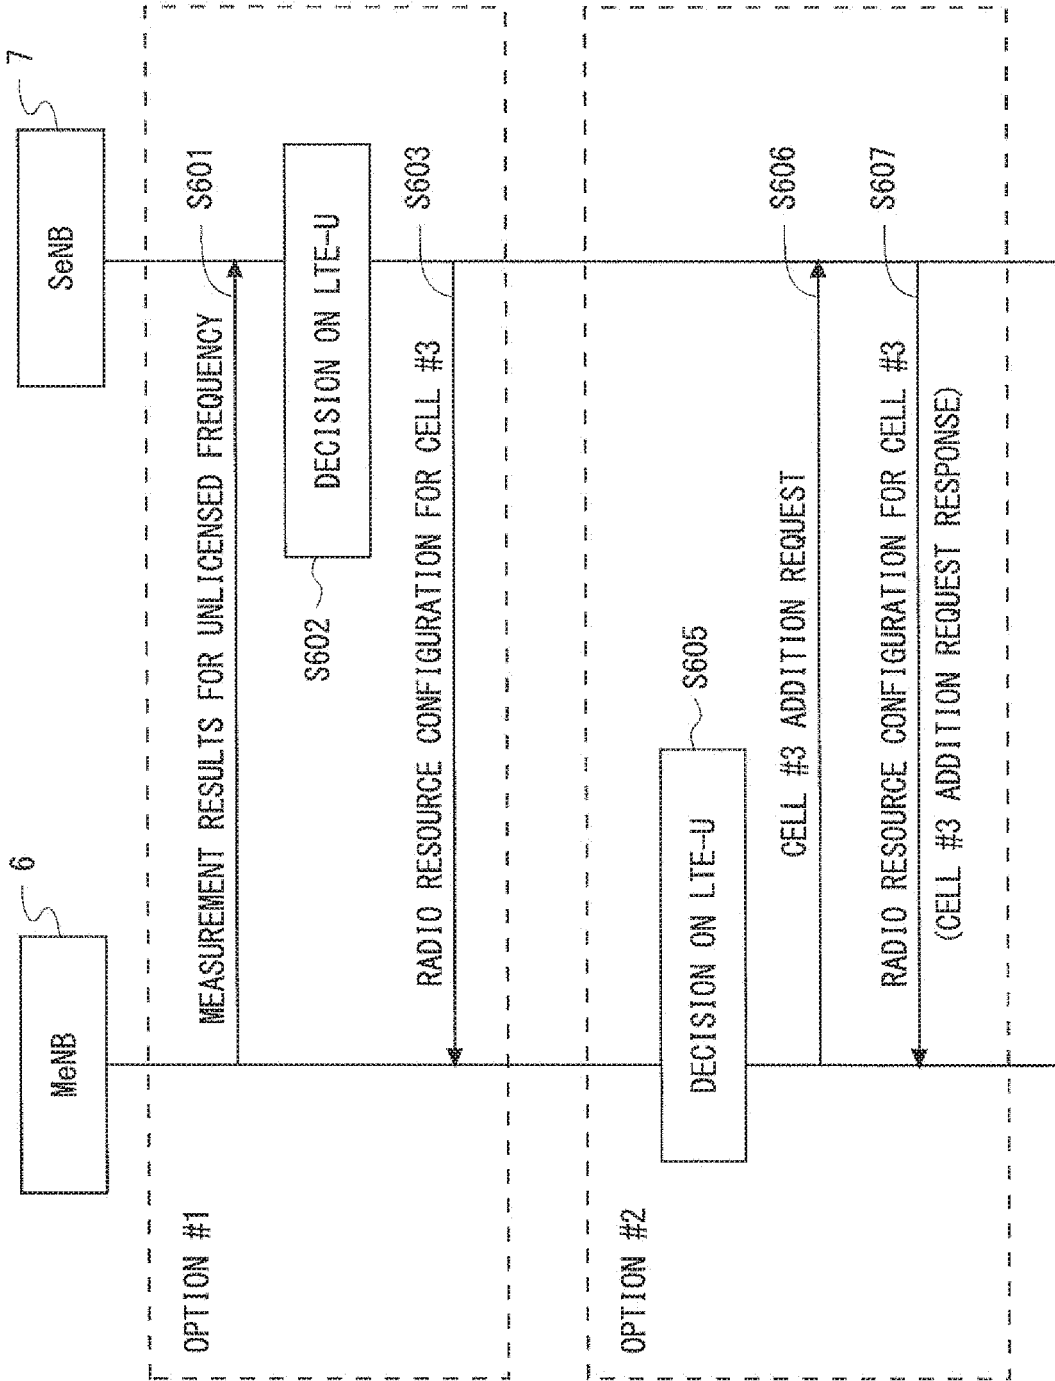 MeNB
6
SeNB
7
OPTION #1
MEASUREMENT RESULTS FOR UNLICENSED FREQUENCY
S601
DECISION ON LTE-U
S602
RADIO RESOURCE CONFIGURATION FOR CELL #3
S603
OPTION #2
DECISION ON LTE-U
S605
CELL #3 ADDITION REQUEST
S606
RADIO RESOURCE CONFIGURATION FOR CELL #3
(CELL #3 ADDITION REQUEST RESPONSE)
S607